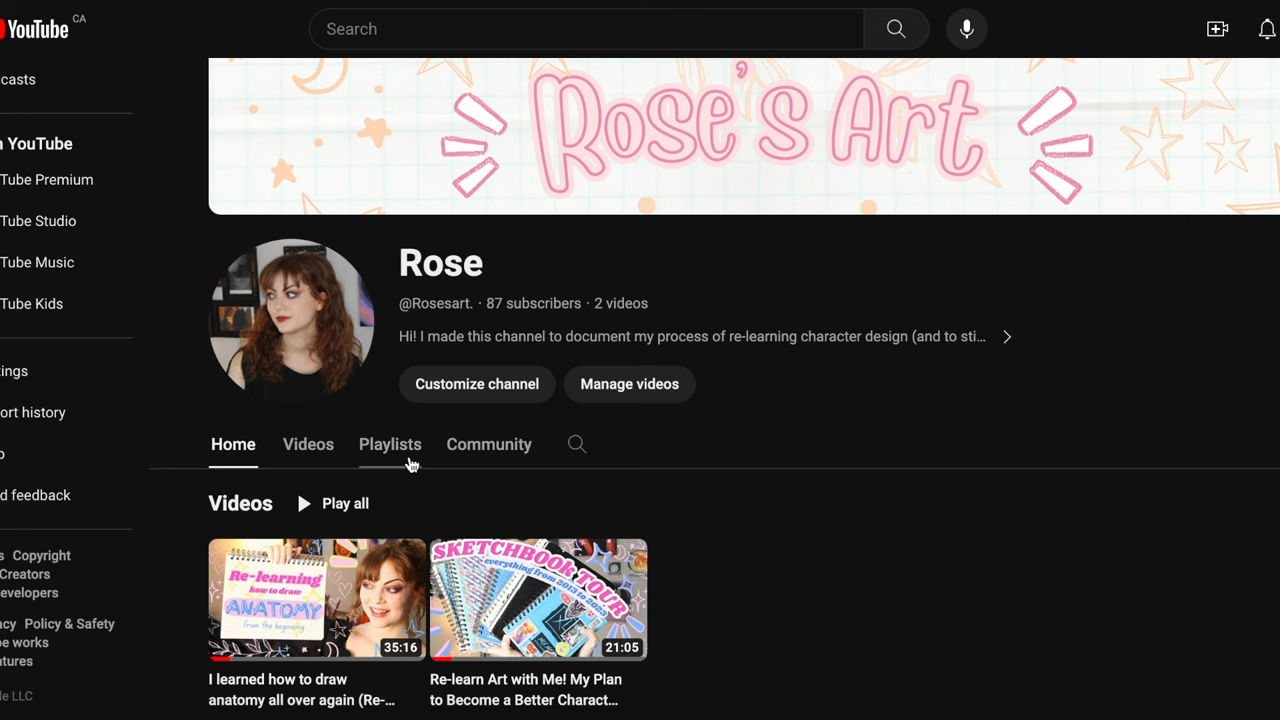 YouTube CA
Search
casts
YouTube
Tube Premium
Tube Studio
Tube Music
Tube Kids
ings
ort history
p
d feedback
s Copyright
Creators
evelopers
cy Policy & Safety
be works
atures
le LLC
Rose's Art
Rose
@Rosesart. · 87 subscribers · 2 videos
Hi! I made this channel to document my process of re-learning character design (and to sti...
Customize channel
Manage videos
Home Videos Playlists Community
Videos Play all
Re-learning
how to draw
ANATOMY
from the beginning
35:16
SKETCHBOOK TOUR
everything from 2017 to 2023
21:05
I learned how to draw
anatomy all over again (Re-...
Re-learn Art with Me! My Plan
to Become a Better Charact...